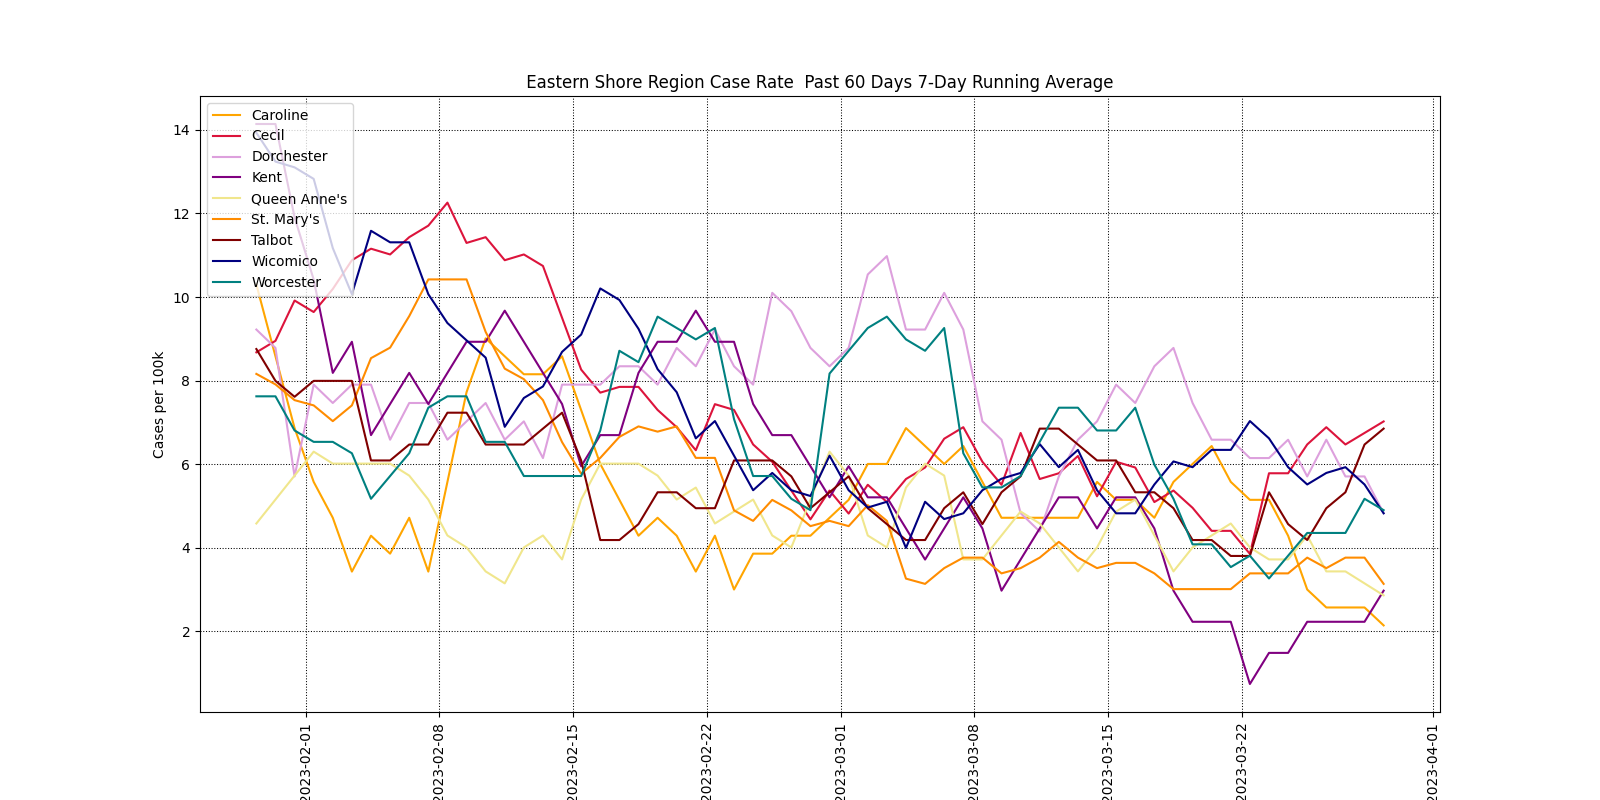 Eastern Shore Region Case Rate  Past 60 Days 7-Day Running Average
Cases per 100k
14
12
10
8
6
4
2
Caroline
Cecil
Dorchester
Kent
Queen Anne's
St. Mary's
Talbot
Wicomico
Worcester
2023-02-01
2023-02-08
2023-02-15
2023-02-22
2023-03-01
2023-03-08
2023-03-15
2023-03-22
2023-04-01